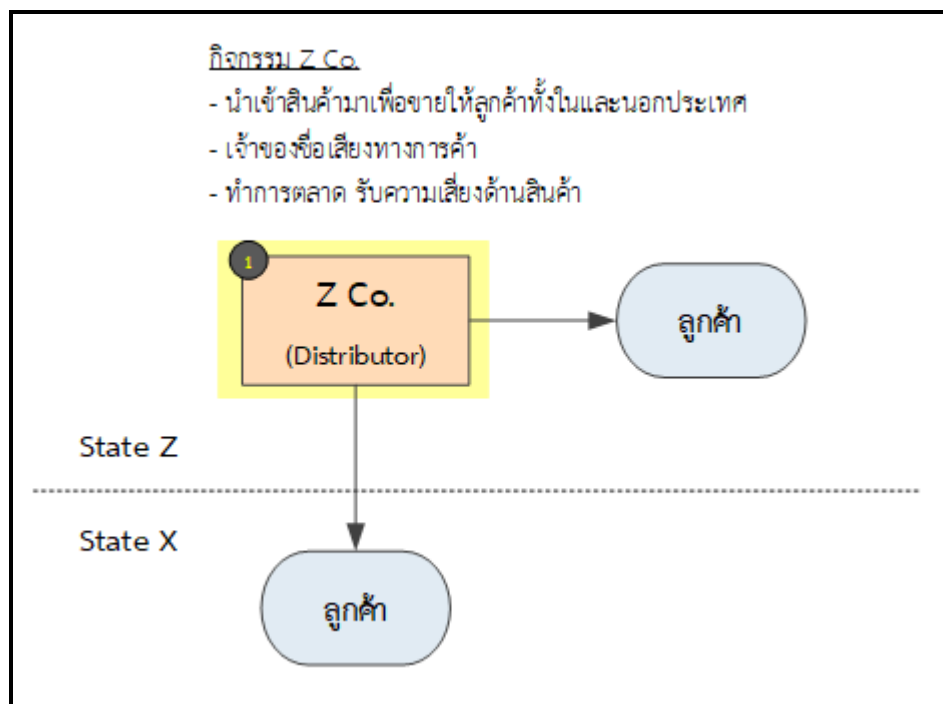 กิจกรรม Z Co.
- นำเข้าสินค้ามาเพื่อขายให้ลูกค้าทั้งในและนอกประเทศ
- เจ้าของชื่อเสียงทางการค้า
- ทำการตลาด รับความเสี่ยงด้านสินค้า
1
Z Co.
(Distributor)
ลูกค้า
State Z
State X
ลูกค้า